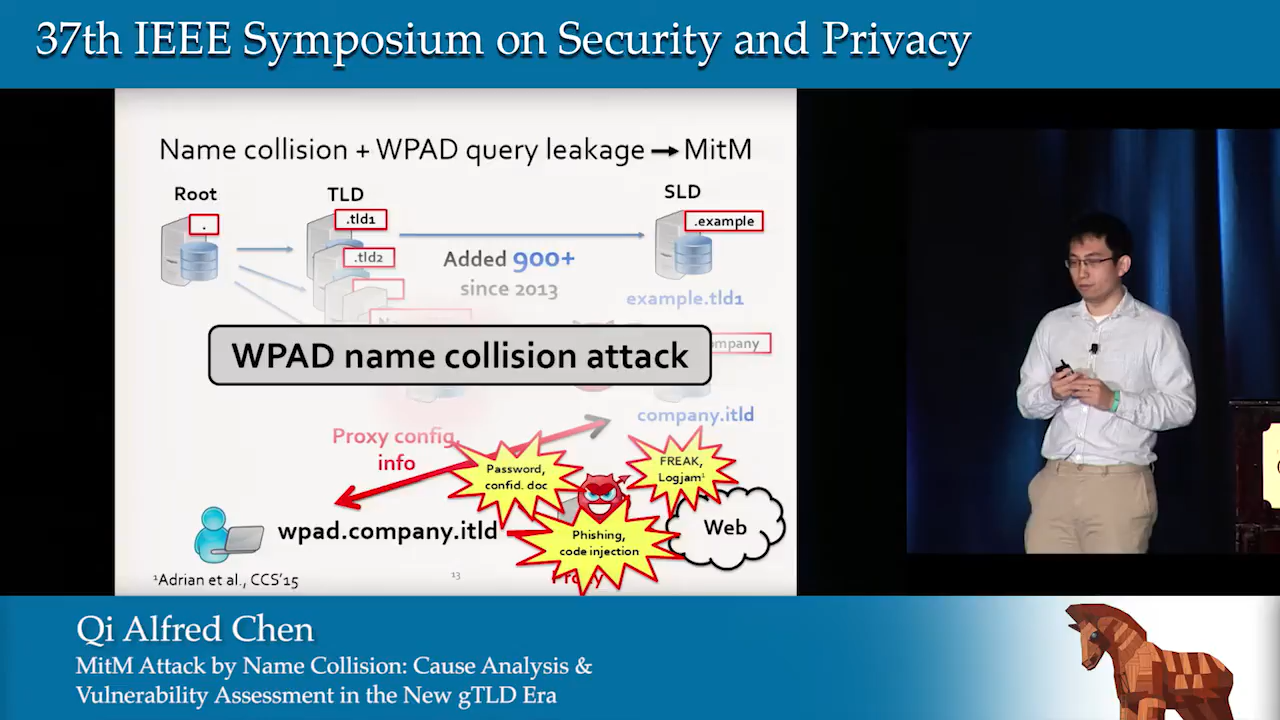 37th IEEE Symposium on Security and Privacy
Name collision + WPAD query leakage → MitM
Root
TLD
SLD
.
.tld1
.example
.tld2
Added 900+
since 2013
example.tld1
WPAD name collision attack
company.itld
Proxy config
info
Password,
confid. doc
FREAK,
Logjam¹
wpad.company.itld
Phishing,
code injection
Web
¹Adrian et al., CCS'15
13
Qi Alfred Chen
MitM Attack by Name Collision: Cause Analysis &
Vulnerability Assessment in the New gTLD Era